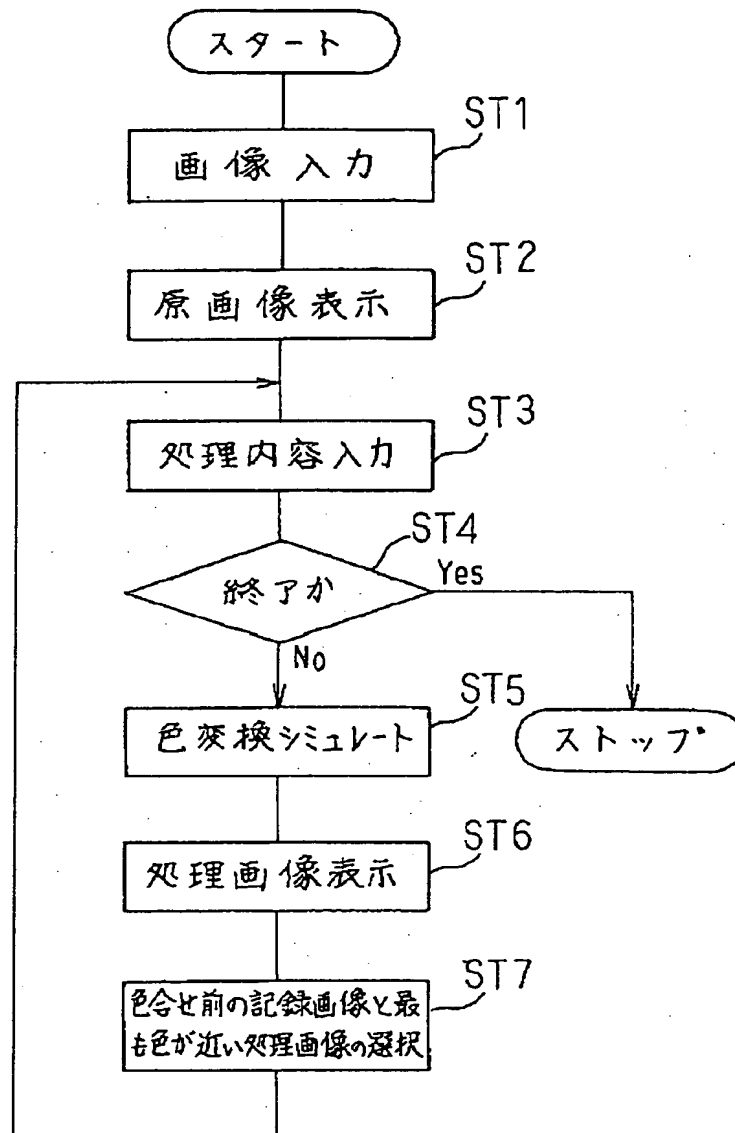 スタート
ST1
画像入力
ST2
原画像表示
ST3
処理内容入力
ST4
終了か
Yes
No
ST5
色変換シミュレート
ストップ
ST6
処理画像表示
ST7
色合せ前の記録画像と最
も色が近い処理画像の選択